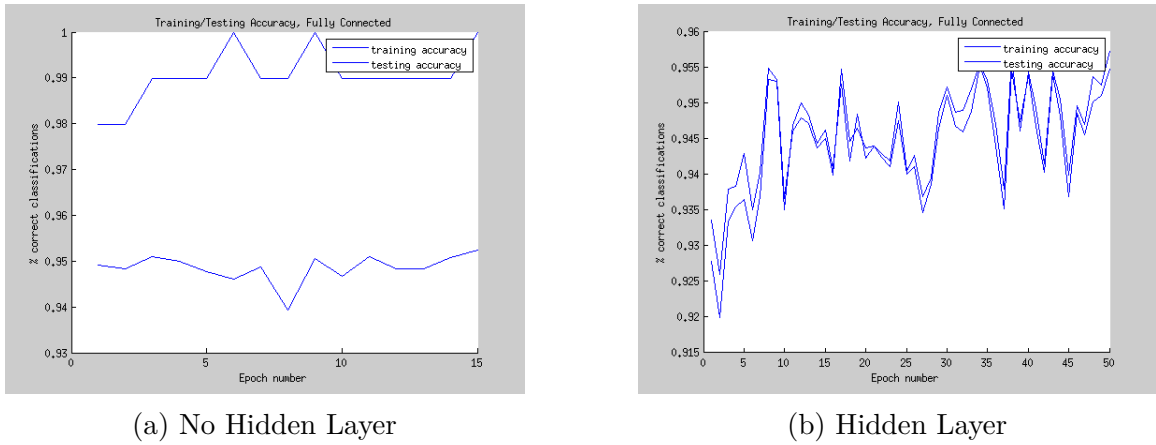 Training/Testing Accuracy, Fully Connected
1
0.99
0.98
0.97
0.96
0.95
0.94
0.93
% correct classifications
training accuracy
testing accuracy
0
5
10
15
Epoch number
(a) No Hidden Layer
Training/Testing Accuracy, Fully Connected
0.96
0.955
0.95
0.945
0.94
0.935
0.93
0.925
0.92
0.915
% correct classifications
training accuracy
testing accuracy
0
5
10
15
20
25
30
35
40
45
50
Epoch number
(b) Hidden Layer